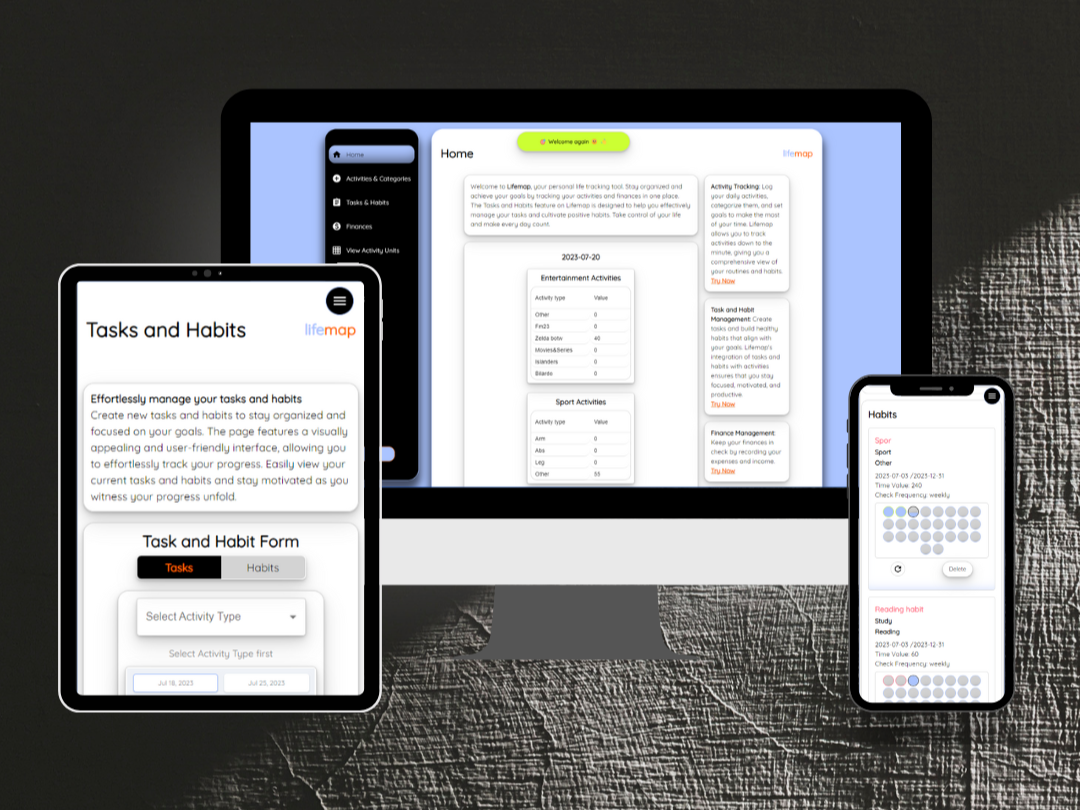 Welcome again
Home
Activities & Categories
Tasks & Habits
Finances
View Activity Units
Home
lifemap
Welcome to Lifemap, your personal life tracking tool. Stay organized and
achieve your goals by tracking your activities and finances in one place.
The Tasks and Habits feature on Lifemap is designed to help you effectively
manage your tasks and cultivate positive habits. Take control of your life
and make every day count.
2023-07-20
Entertainment Activities
Activity type Value
Other 0
Fin23 0
Zelda botw 40
Movies&Series 0
Islanders 0
Bilardo 0
Sport Activities
Activity type Value
Arm 0
Abs 0
Leg 0
Other 55
Activity Tracking: Log
your daily activities,
categorize them, and set
goals to make the most
of your time. Lifemap
allows you to track
activities down to the
minute, giving you a
comprehensive view of
your routines and habits.
Try Now
Task and Habit
Management: Create
tasks and build healthy
habits that align with
your goals. Lifemap's
integration of tasks and
habits with activities
ensures that you stay
focused, motivated, and
productive.
Try Now
Finance Management:
Keep your finances in
check by recording your
expenses and income.
Try Now
Tasks and Habits
lifemap
Effortlessly manage your tasks and habits
Create new tasks and habits to stay organized and
focused on your goals. The page features a visually
appealing and user-friendly interface, allowing you
to effortlessly track your progress. Easily view your
current tasks and habits and stay motivated as you
witness your progress unfold.
Task and Habit Form
Tasks Habits
Select Activity Type
Select Activity Type first
Jul 18, 2023 Jul 25, 2023
Habits
Spor
Sport
Other
2023-07-03 /2023-12-31
Time Value: 240
Check Frequency: weekly
Delete
Reading habit
Study
Reading
2023-07-03 /2023-12-31
Time Value: 60
Check Frequency: weekly